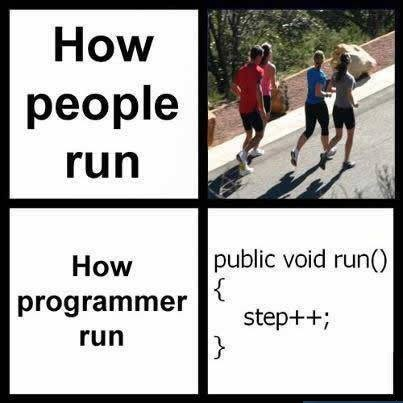 How
people
run
How
programmer
run
public void run()
{
step++;
}